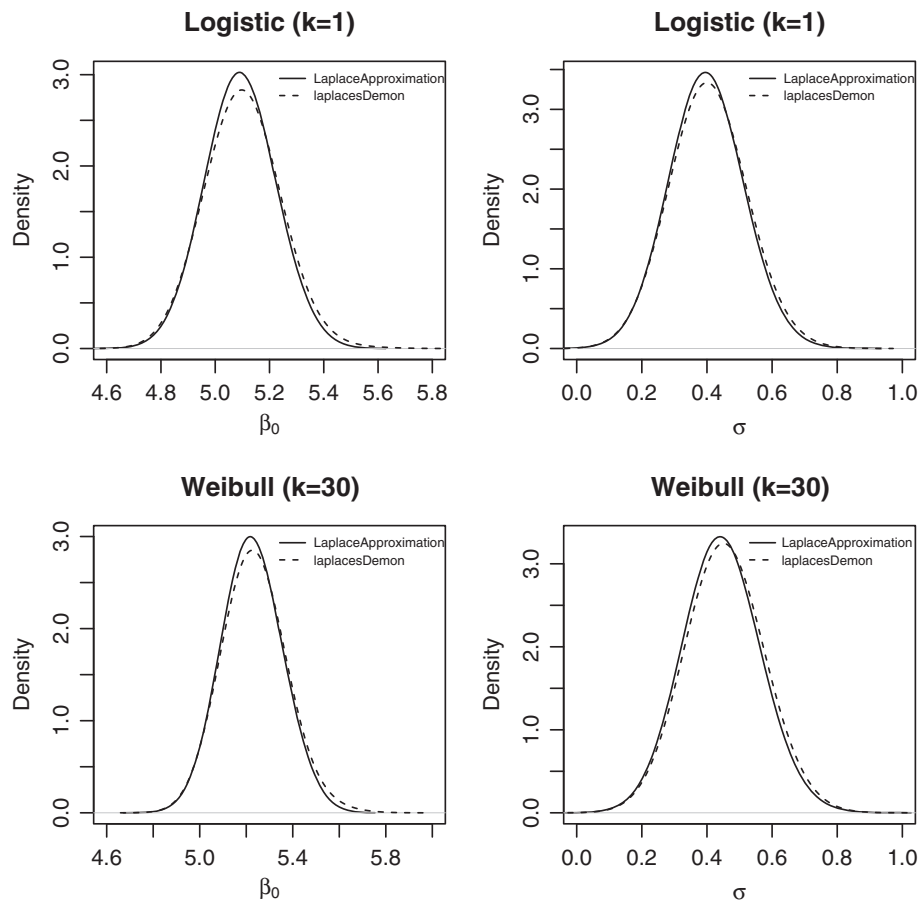 Logistic (k=1)
LaplaceApproximation
laplacesDemon
Density
0.0 1.0 2.0 3.0
4.6 4.8 5.0 5.2 5.4 5.6 5.8
β0
Logistic (k=1)
LaplaceApproximation
laplacesDemon
Density
0.0 1.0 2.0 3.0
0.0 0.2 0.4 0.6 0.8 1.0
σ
Weibull (k=30)
LaplaceApproximation
laplacesDemon
Density
0.0 1.0 2.0 3.0
4.6 5.0 5.4 5.8
β0
Weibull (k=30)
LaplaceApproximation
laplacesDemon
Density
0.0 1.0 2.0 3.0
0.0 0.2 0.4 0.6 0.8 1.0
σ